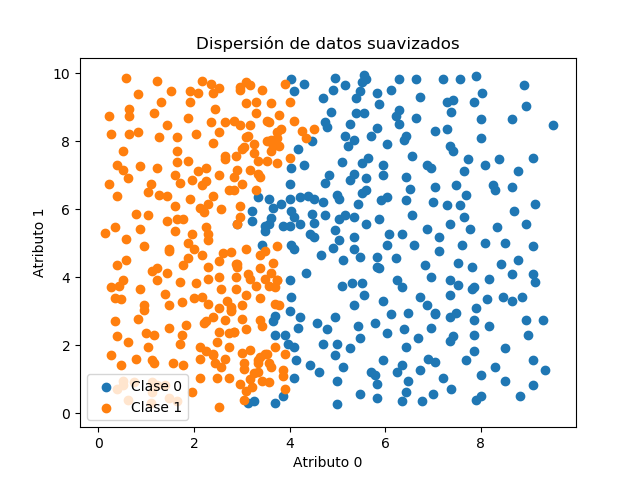 Dispersión de datos suavizados
10
8
6
4
2
0
Atributo 1
Clase 0
Clase 1
0 2 4 6 8
Atributo 0